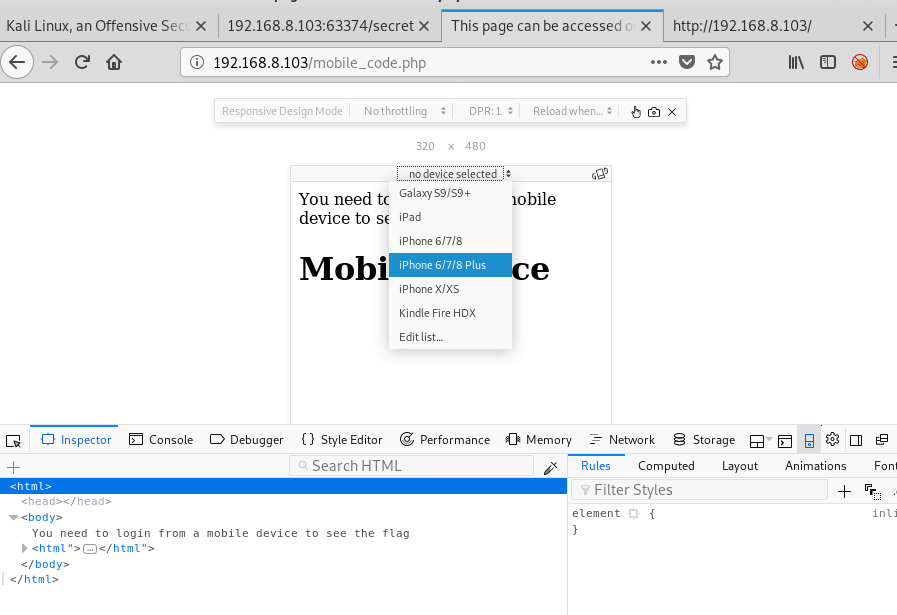 Kali Linux, an Offensive Secu
192.168.8.103:63374/secret
This page can be accessed o
http://192.168.8.103/
192.168.8.103/mobile_code.php
Responsive Design Mode
No throttling
DPR: 1
Reload when...
320 × 480
no device selected
You need to mobile
device to se
Mobi ce
Galaxy S9/S9+
iPad
iPhone 6/7/8
iPhone 6/7/8 Plus
iPhone X/XS
Kindle Fire HDX
Edit list...
Inspector
Console
Debugger
{} Style Editor
Performance
Memory
Network
Storage
Search HTML
Rules
Computed
Layout
Animations
Font
Filter Styles
<html>
<head></head>
<body>
You need to login from a mobile device to see the flag
<html">…</html">
</body>
</html>
element {
inli
}